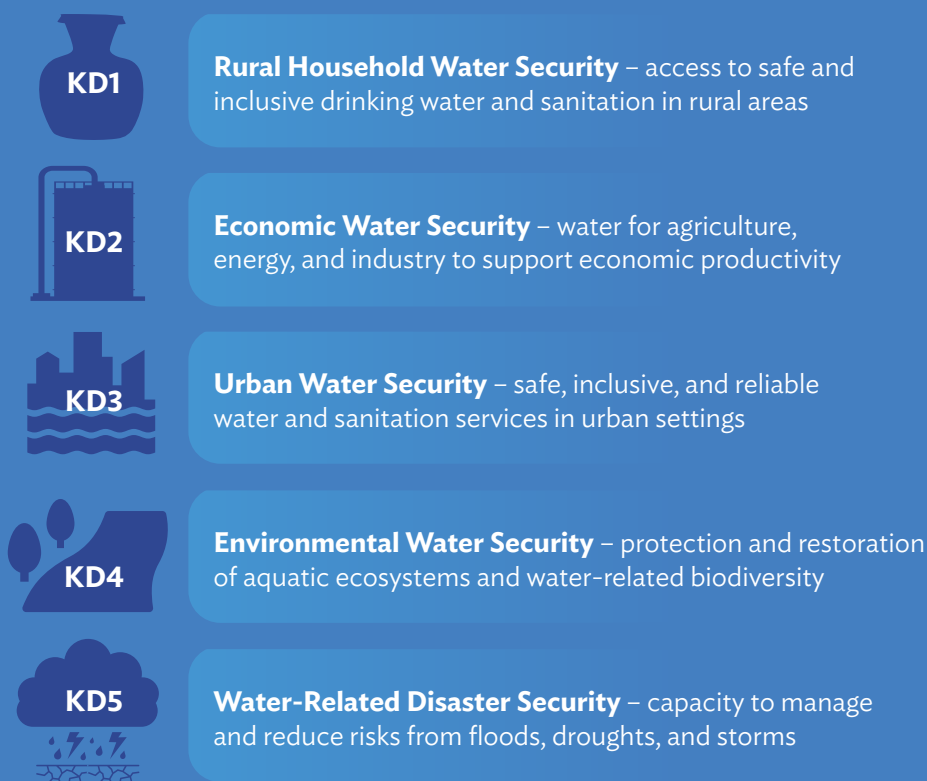 KD1
Rural Household Water Security – access to safe and
inclusive drinking water and sanitation in rural areas
KD2
Economic Water Security – water for agriculture,
energy, and industry to support economic productivity
KD3
Urban Water Security – safe, inclusive, and reliable
water and sanitation services in urban settings
KD4
Environmental Water Security – protection and restoration
of aquatic ecosystems and water-related biodiversity
KD5
Water-Related Disaster Security – capacity to manage
and reduce risks from floods, droughts, and storms